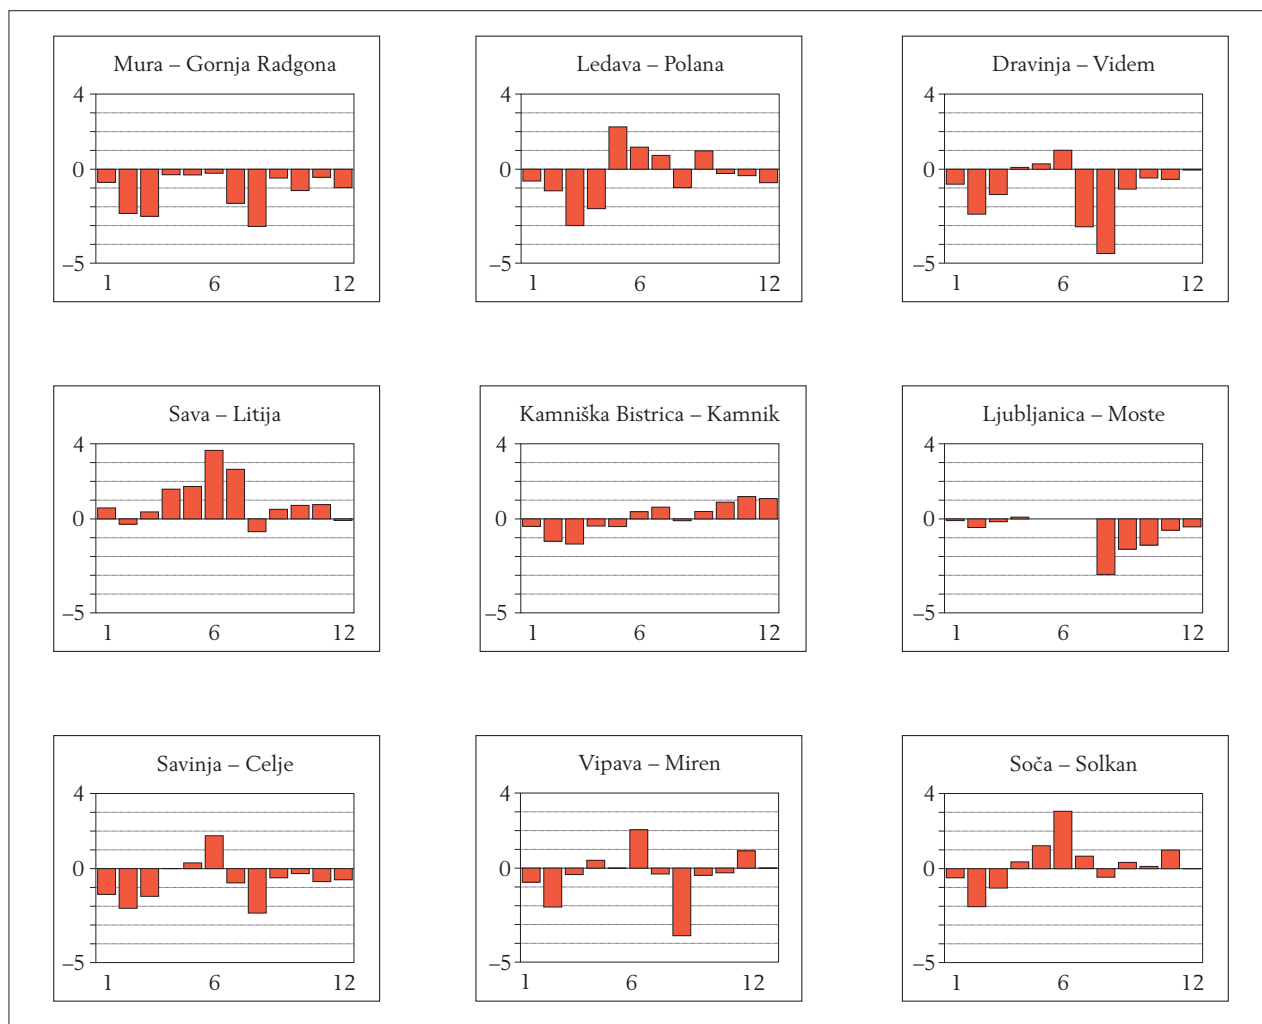 Mura – Gornja Radgona
4
0
–5
1 6 12
Ledava – Polana
4
0
–5
1 6 12
Dravinja – Videm
4
0
–5
1 6 12
Sava – Litija
4
0
–5
1 6 12
Kamniška Bistrica – Kamnik
4
0
–5
1 6 12
Ljubljanica – Moste
4
0
–5
1 6 12
Savinja – Celje
4
0
–5
1 6 12
Vipava – Miren
4
0
–5
1 6 12
Soča – Solkan
4
0
–5
1 6 12